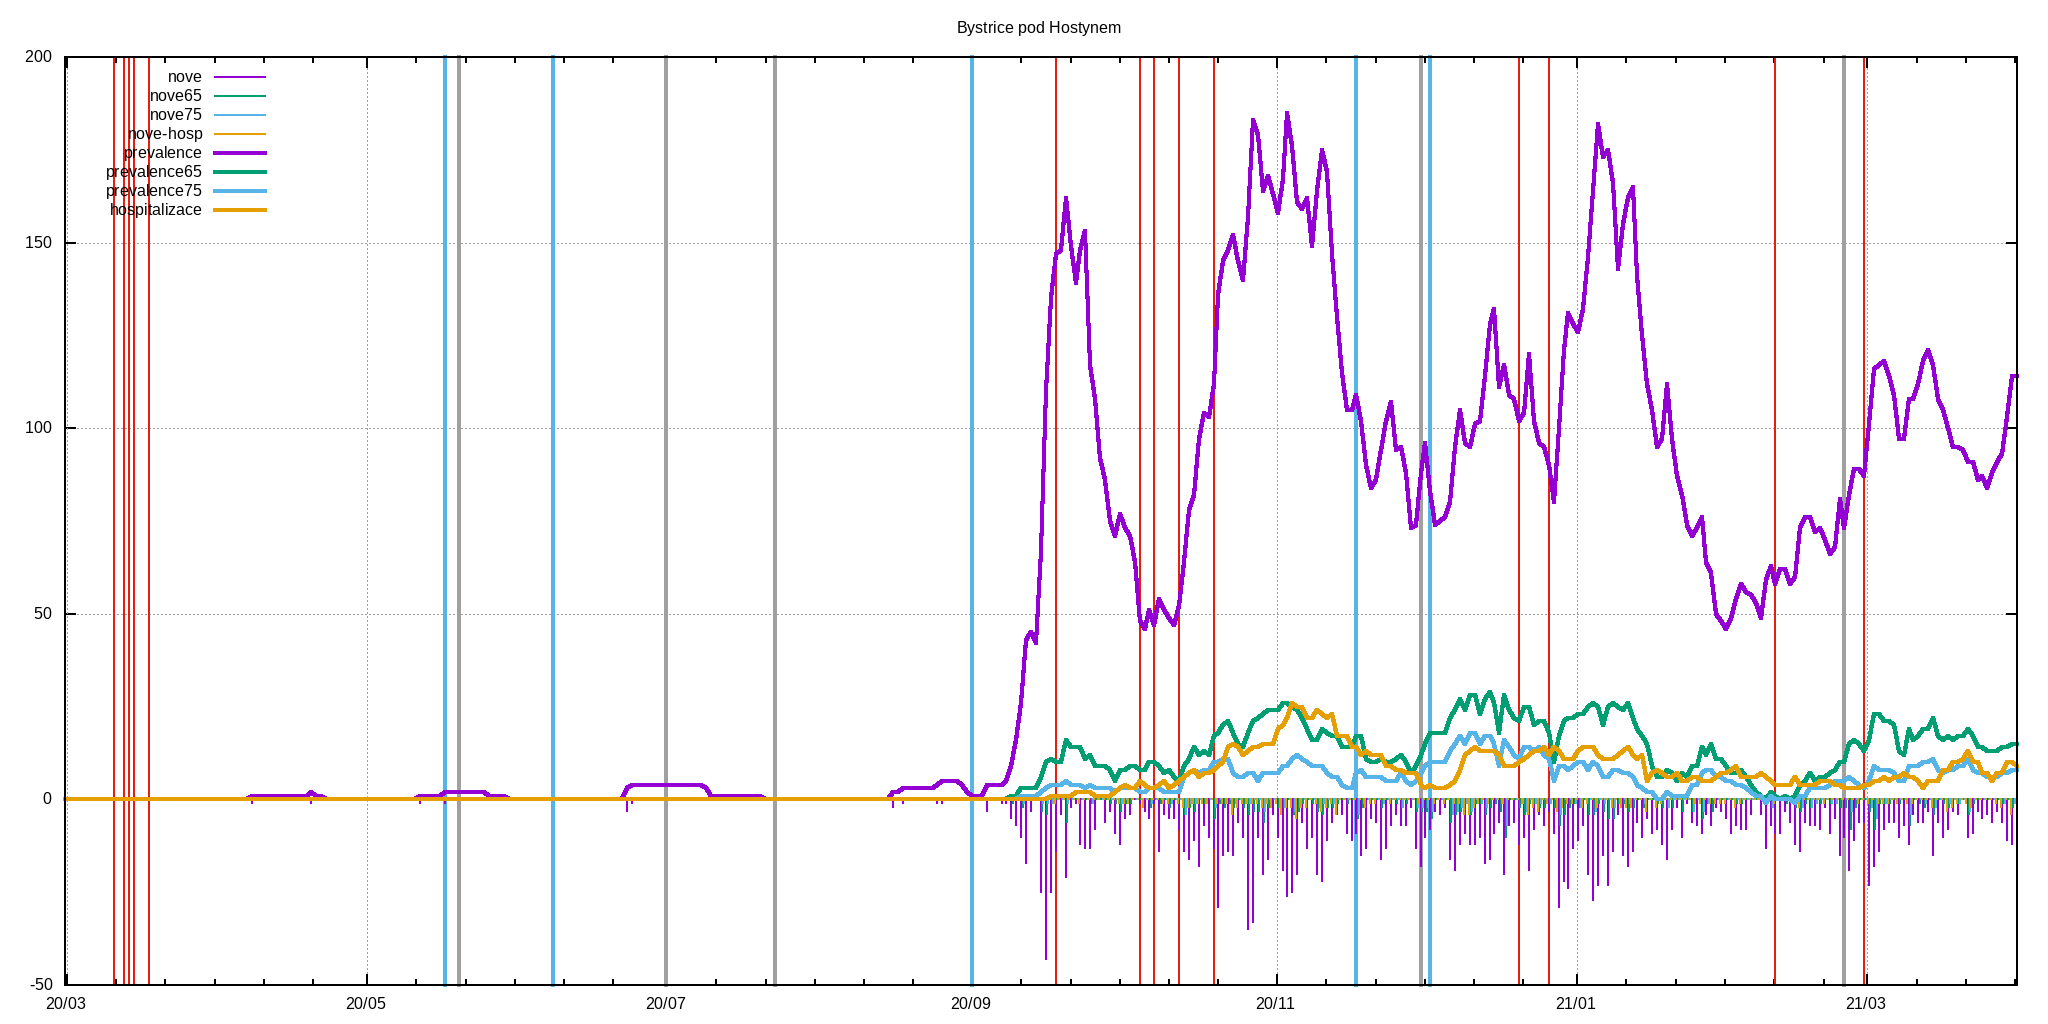 Bystrice pod Hostynem
200
150
100
50
0
-50
nove
nove65
nove75
nove-hosp
prevalence
prevalence65
prevalence75
hospitalizace
20/03
20/05
20/07
20/09
20/11
21/01
21/03